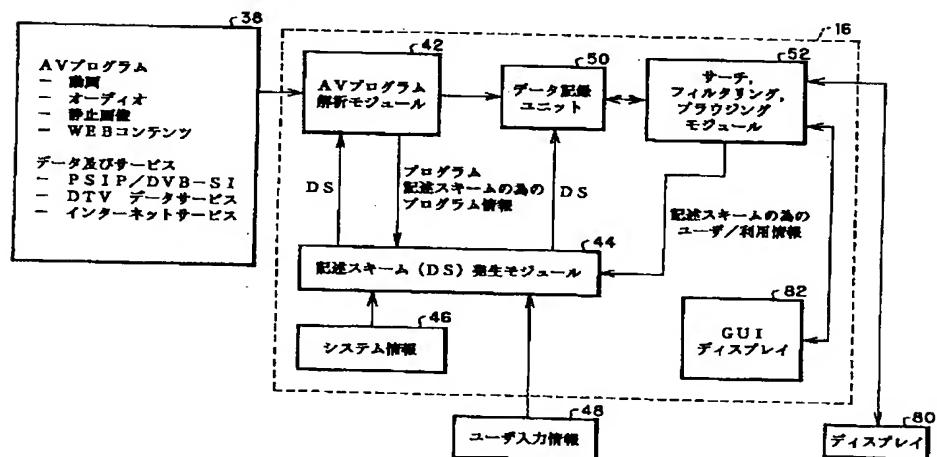 38
AVプログラム
－ 動画
－ オーディオ
－ 静止画像
－ WEBコンテンツ
データ及びサービス
－ PSIP/DVB-SI
－ DTV データサービス
－ インターネットサービス
16
42
AVプログラム
解析モジュール
50
データ記録
ユニット
52
サーチ,
フィルタリング,
ブラウジング
モジュール
DS
プログラム
記述スキームの為の
プログラム情報
DS
記述スキームの為の
ユーザ/利用情報
44
記述スキーム(DS)発生モジュール
46
システム情報
82
GUI
ディスプレイ
48
ユーザ入力情報
80
ディスプレイ